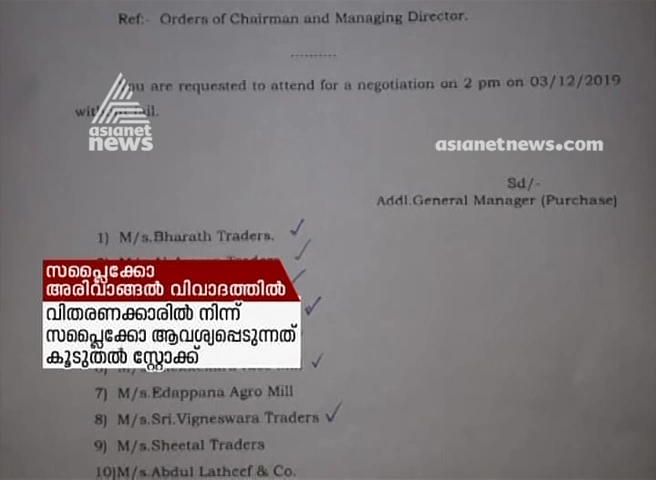 Ref:- Orders of Chairman and Managing Director.
..........
You are requested to attend for a negotiation on 2 pm on 03/12/2019
fail.
asianet
news
asianetnews.com
Sd/-
Addl.General Manager (Purchase)
1) M/s.Bharath Traders.
സപ്ലൈക്കോ
അരിവാങ്ങൽ വിവാദത്തിൽ
വിതരണക്കാരിൽ നിന്ന്
സപ്ലൈക്കോ ആവശ്യപ്പെടുന്നത്
കൂടുതൽ സ്റ്റോക്ക്
7) M/s.Edappana Agro Mill
8) M/s.Sri.Vigneswara Traders
9) M/s.Sheetal Traders
10)M/s.Abdul Latheef & Co.